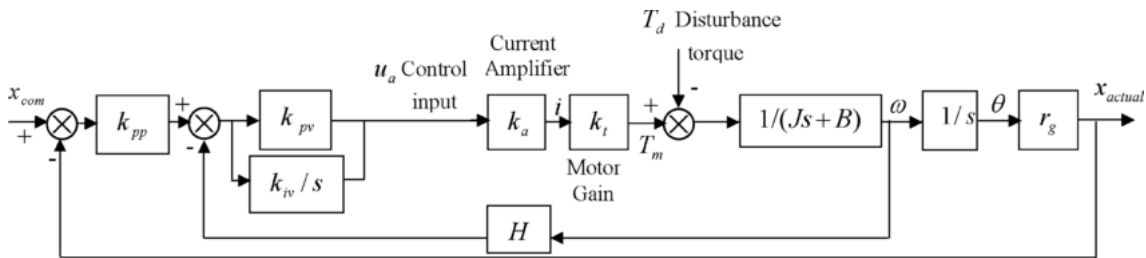 T_d Disturbance
torque
-
Current
Amplifier
u_a Control
input
x_com
+
-
k_pp
+
-
k_pv
k_iv / s
k_a
i
k_t
Motor
Gain
+
T_m
1/(Js + B)
ω
1/ s
θ
r_g
x_actual
H